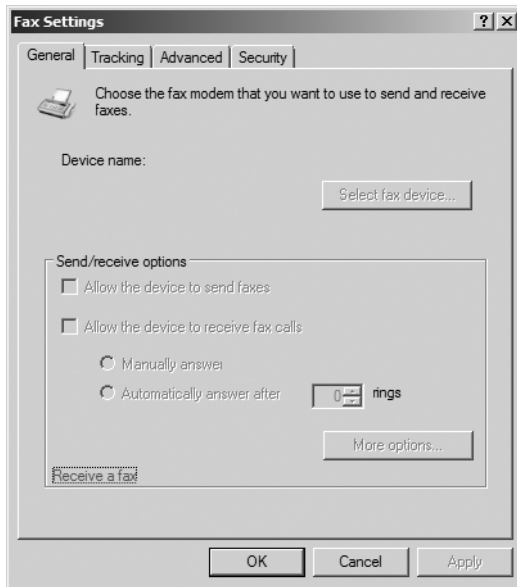 Fax Settings
General Tracking Advanced Security
Choose the fax modem that you want to use to send and receive
faxes.
Device name:
Select fax device...
Send/receive options
Allow the device to send faxes
Allow the device to receive fax calls
Manually answer
Automatically answer after 0 rings
More options...
Receive a fax
OK Cancel Apply